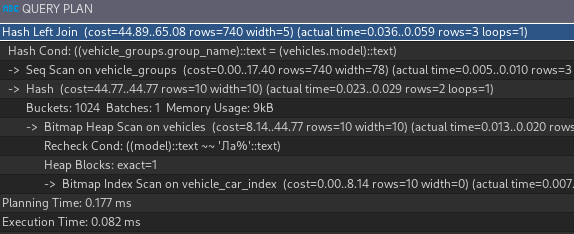 ABC QUERY PLAN
Hash Left Join (cost=44.89..65.08 rows=740 width=5) (actual time=0.036..0.059 rows=3 loops=1)
Hash Cond: ((vehicle_groups.group_name)::text = (vehicles.model)::text)
-> Seq Scan on vehicle_groups (cost=0.00..17.40 rows=740 width=78) (actual time=0.005..0.010 rows=3
-> Hash (cost=44.77..44.77 rows=10 width=10) (actual time=0.023..0.029 rows=2 loops=1)
Buckets: 1024 Batches: 1 Memory Usage: 9kB
-> Bitmap Heap Scan on vehicles (cost=8.14..44.77 rows=10 width=10) (actual time=0.013..0.020 rows
Recheck Cond: ((model)::text ~~ 'Ла%'::text)
Heap Blocks: exact=1
-> Bitmap Index Scan on vehicle_car_index (cost=0.00..8.14 rows=10 width=0) (actual time=0.007.
Planning Time: 0.177 ms
Execution Time: 0.082 ms